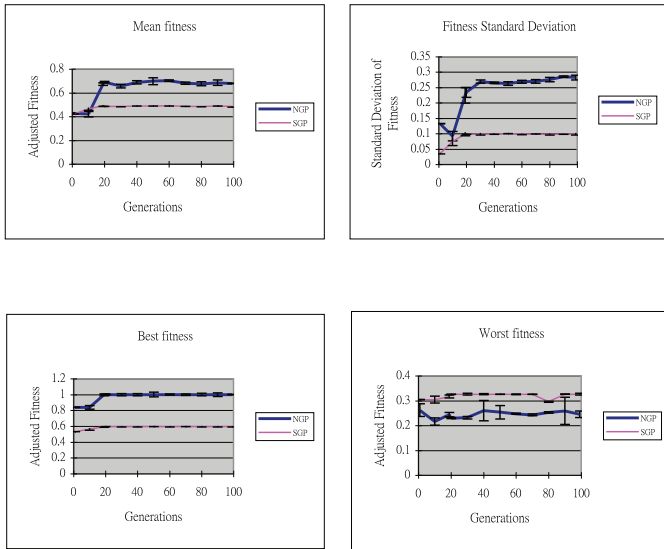 Mean fitness
Adjusted Fitness
0.8
0.6
0.4
0.2
0
0 20 40 60 80 100
Generations
NGP
SGP
Fitness Standard Deviation
Standard Deviation of
Fitness
0.35
0.3
0.25
0.2
0.15
0.1
0.05
0
0 20 40 60 80 100
Generations
NGP
SGP
Best fitness
Adjusted Fitness
1.2
1
0.8
0.6
0.4
0.2
0
0 20 40 60 80 100
Generations
NGP
SGP
Worst fitness
Adjusted Fitness
0.4
0.3
0.2
0.1
0
0 20 40 60 80 100
Generations
NGP
SGP